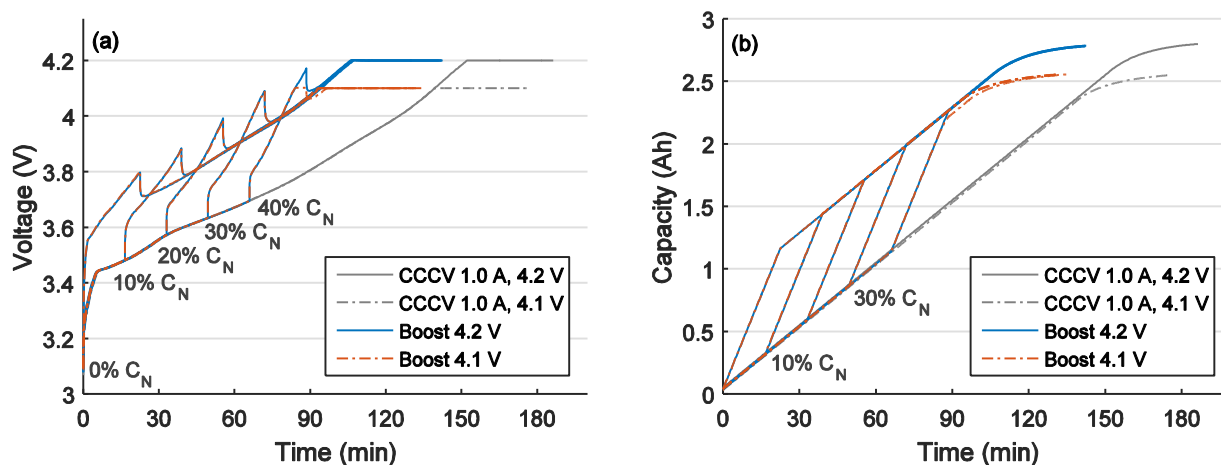 (a)
Voltage (V)
4.2
4
3.8
3.6
3.4
3.2
3
0% C_N
10% C_N
20% C_N
30% C_N
40% C_N
CCCV 1.0 A, 4.2 V
CCCV 1.0 A, 4.1 V
Boost 4.2 V
Boost 4.1 V
0 30 60 90 120 150 180
Time (min)
(b)
Capacity (Ah)
3
2.5
2
1.5
1
0.5
0
10% C_N
30% C_N
CCCV 1.0 A, 4.2 V
CCCV 1.0 A, 4.1 V
Boost 4.2 V
Boost 4.1 V
0 30 60 90 120 150 180
Time (min)